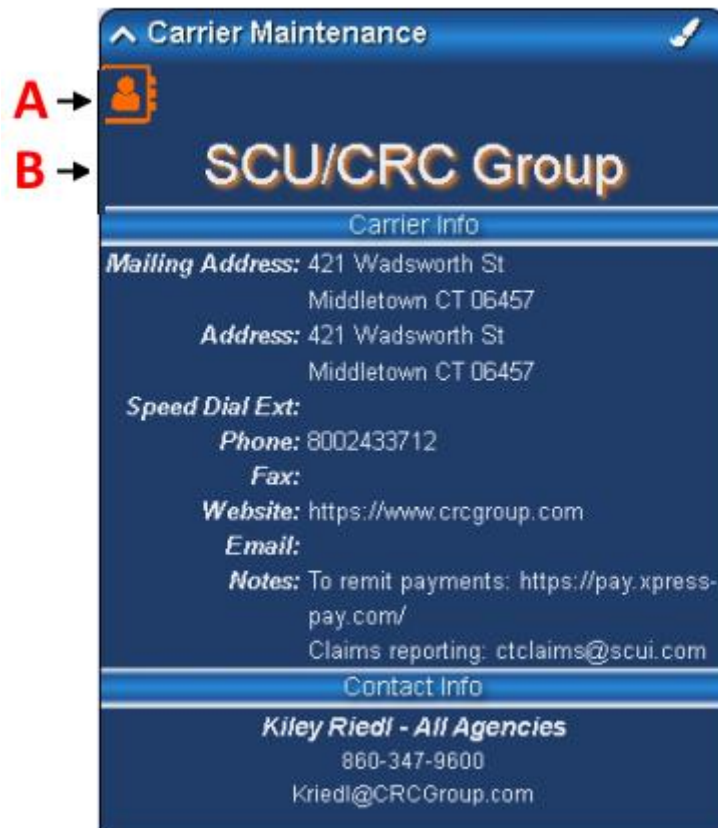 Carrier Maintenance
A
B
SCU/CRC Group
Carrier Info
Mailing Address: 421 Wadsworth St
Middletown CT 06457
Address: 421 Wadsworth St
Middletown CT 06457
Speed Dial Ext:
Phone: 8002433712
Fax:
Website: https://www.crcgroup.com
Email:
Notes: To remit payments: https://pay.xpress-
pay.com/
Claims reporting: ctclaims@scui.com
Contact Info
Kiley Riedl - All Agencies
860-347-9600
Kriedl@CRCGroup.com